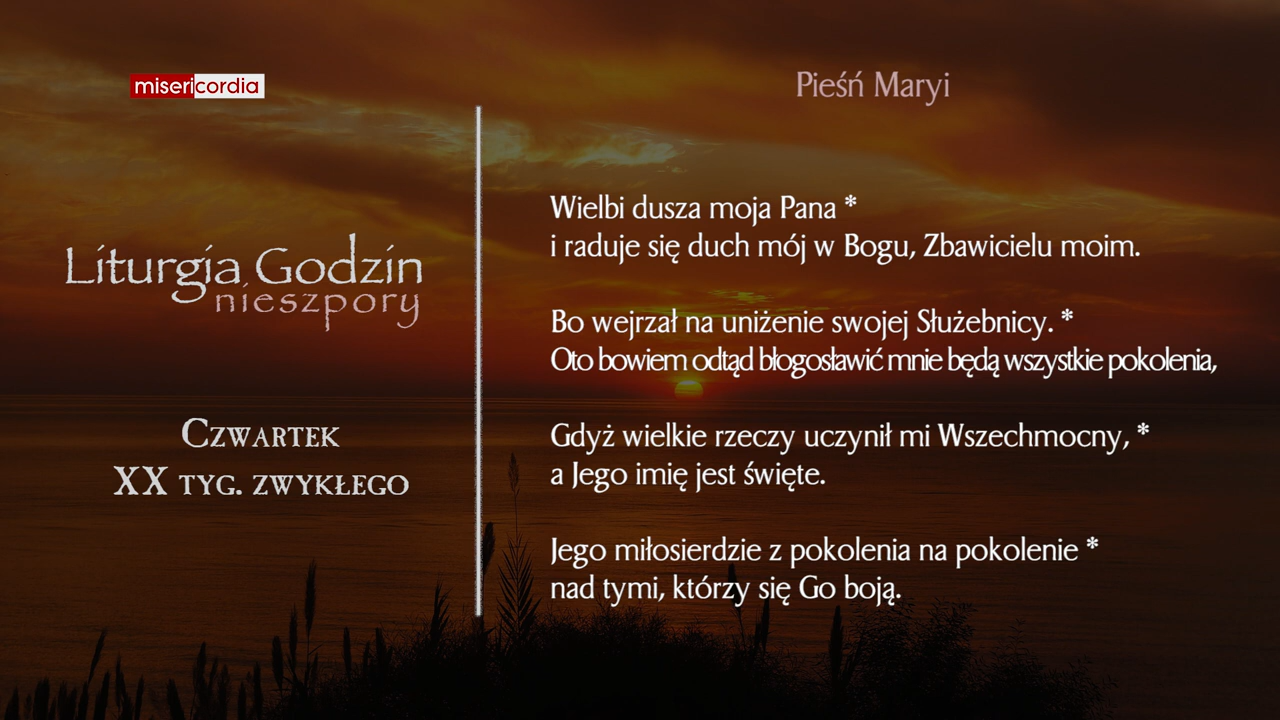 misericordia
Liturgia Godzin
nieszpory
Czwartek
XX tyg. zwykłego
Pieśń Maryi
Wielbi dusza moja Pana *
i raduje się duch mój w Bogu, Zbawicielu moim.
Bo wejrzał na uniżenie swojej Służebnicy. *
Oto bowiem odtąd błogosławić mnie będą wszystkie pokolenia,
Gdyż wielkie rzeczy uczynił mi Wszechmocny, *
a Jego imię jest święte.
Jego miłosierdzie z pokolenia na pokolenie *
nad tymi, którzy się Go boją.